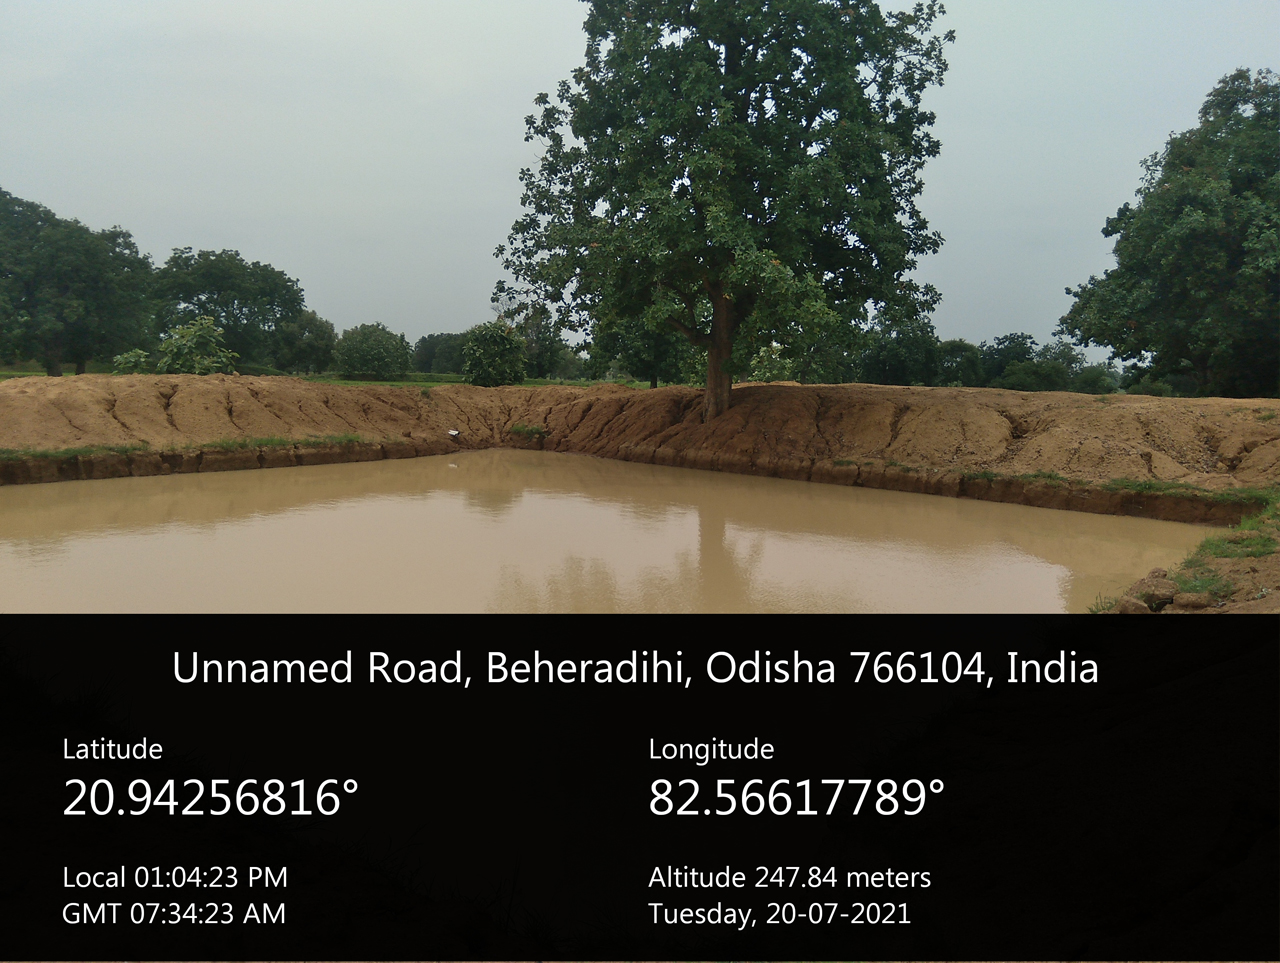 Unnamed Road, Beheradihi, Odisha 766104, India
Latitude
20.94256816°
Longitude
82.56617789°
Local 01:04:23 PM
GMT 07:34:23 AM
Altitude 247.84 meters
Tuesday, 20-07-2021